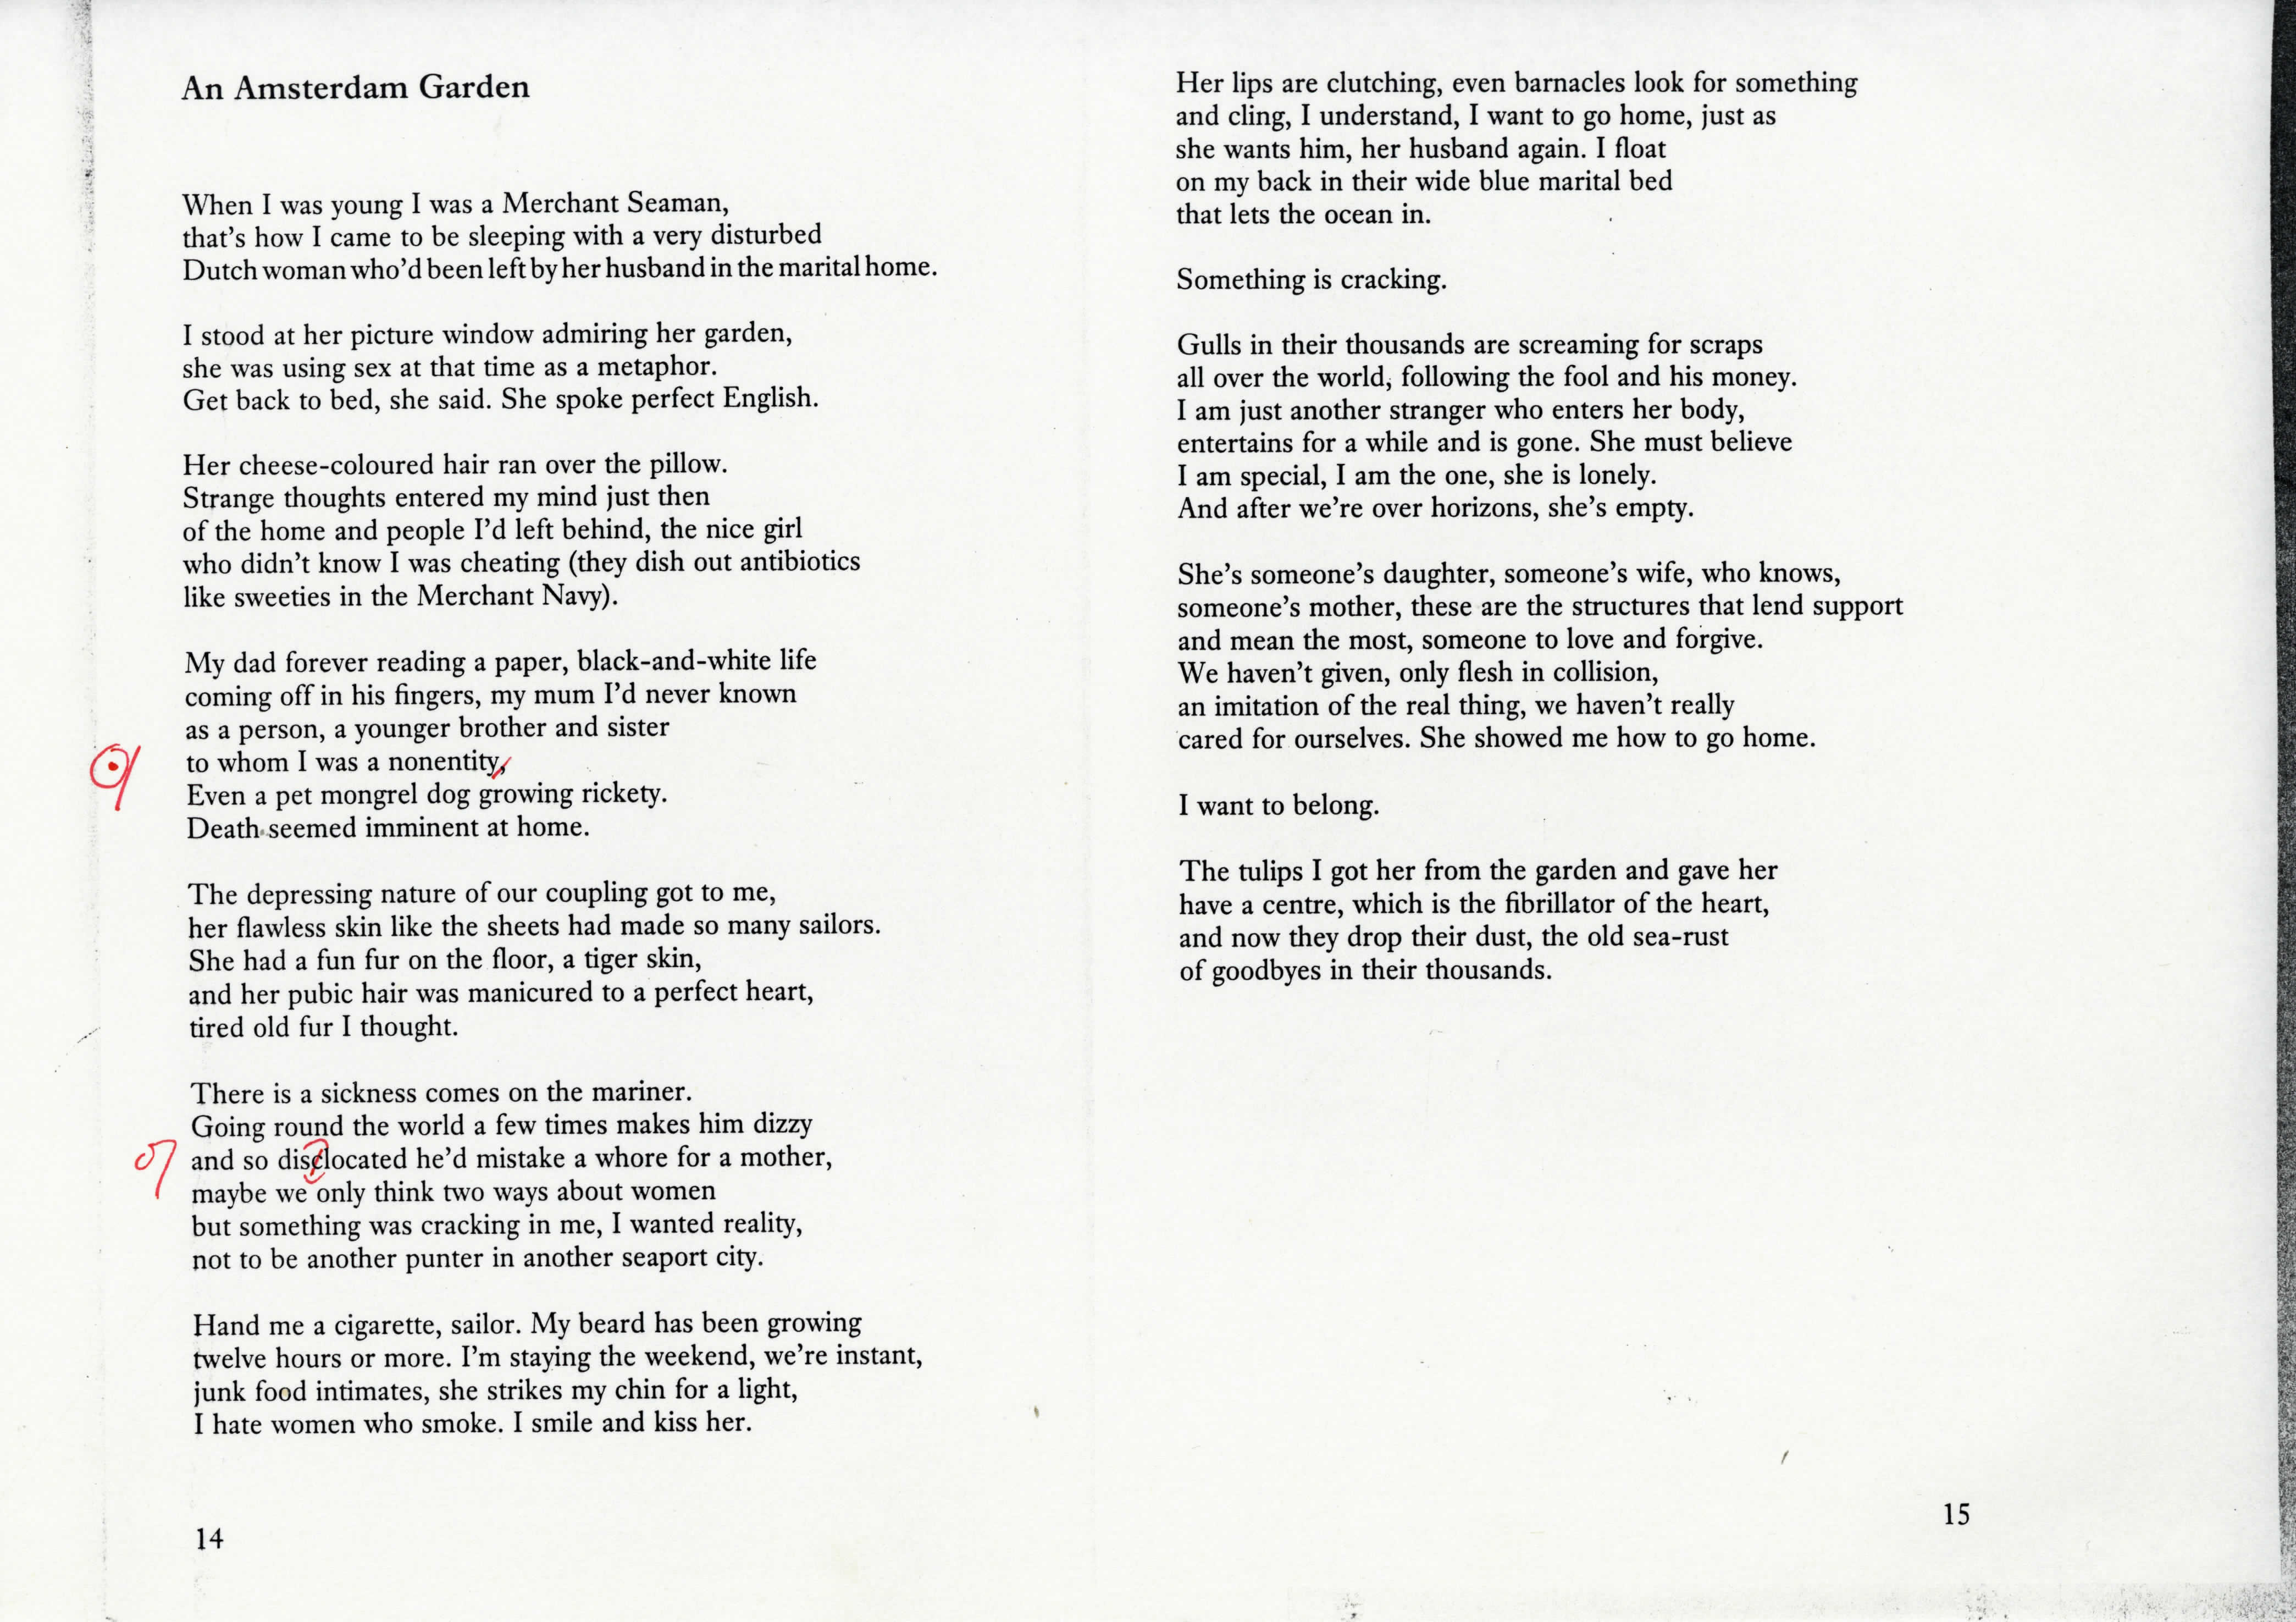 An Amsterdam Garden
When I was young I was a Merchant Seaman,
that's how I came to be sleeping with a very disturbed
Dutch woman who'd been left by her husband in the marital home.
I stood at her picture window admiring her garden,
she was using sex at that time as a metaphor.
Get back to bed, she said. She spoke perfect English.
Her cheese-coloured hair ran over the pillow.
Strange thoughts entered my mind just then
of the home and people I'd left behind, the nice girl
who didn't know I was cheating (they dish out antibiotics
like sweeties in the Merchant Navy).
My dad forever reading a paper, black-and-white life
coming off in his fingers, my mum I'd never known
as a person, a younger brother and sister
to whom I was a nonentity,
Even a pet mongrel dog growing rickety.
Death seemed imminent at home.
The depressing nature of our coupling got to me,
her flawless skin like the sheets had made so many sailors.
She had a fun fur on the floor, a tiger skin,
and her pubic hair was manicured to a perfect heart,
tired old fur I thought.
There is a sickness comes on the mariner.
Going round the world a few times makes him dizzy
and so disclocated he'd mistake a whore for a mother,
maybe we only think two ways about women
but something was cracking in me, I wanted reality,
not to be another punter in another seaport city.
Hand me a cigarette, sailor. My beard has been growing
twelve hours or more. I'm staying the weekend, we're instant,
junk food intimates, she strikes my chin for a light,
I hate women who smoke. I smile and kiss her.
14
Her lips are clutching, even barnacles look for something
and cling, I understand, I want to go home, just as
she wants him, her husband again. I float
on my back in their wide blue marital bed
that lets the ocean in.
Something is cracking.
Gulls in their thousands are screaming for scraps
all over the world, following the fool and his money.
I am just another stranger who enters her body,
entertains for a while and is gone. She must believe
I am special, I am the one, she is lonely.
And after we're over horizons, she's empty.
She's someone's daughter, someone's wife, who knows,
someone's mother, these are the structures that lend support
and mean the most, someone to love and forgive.
We haven't given, only flesh in collision,
an imitation of the real thing, we haven't really
cared for ourselves. She showed me how to go home.
I want to belong.
The tulips I got her from the garden and gave her
have a centre, which is the fibrillator of the heart,
and now they drop their dust, the old sea-rust
of goodbyes in their thousands.
15